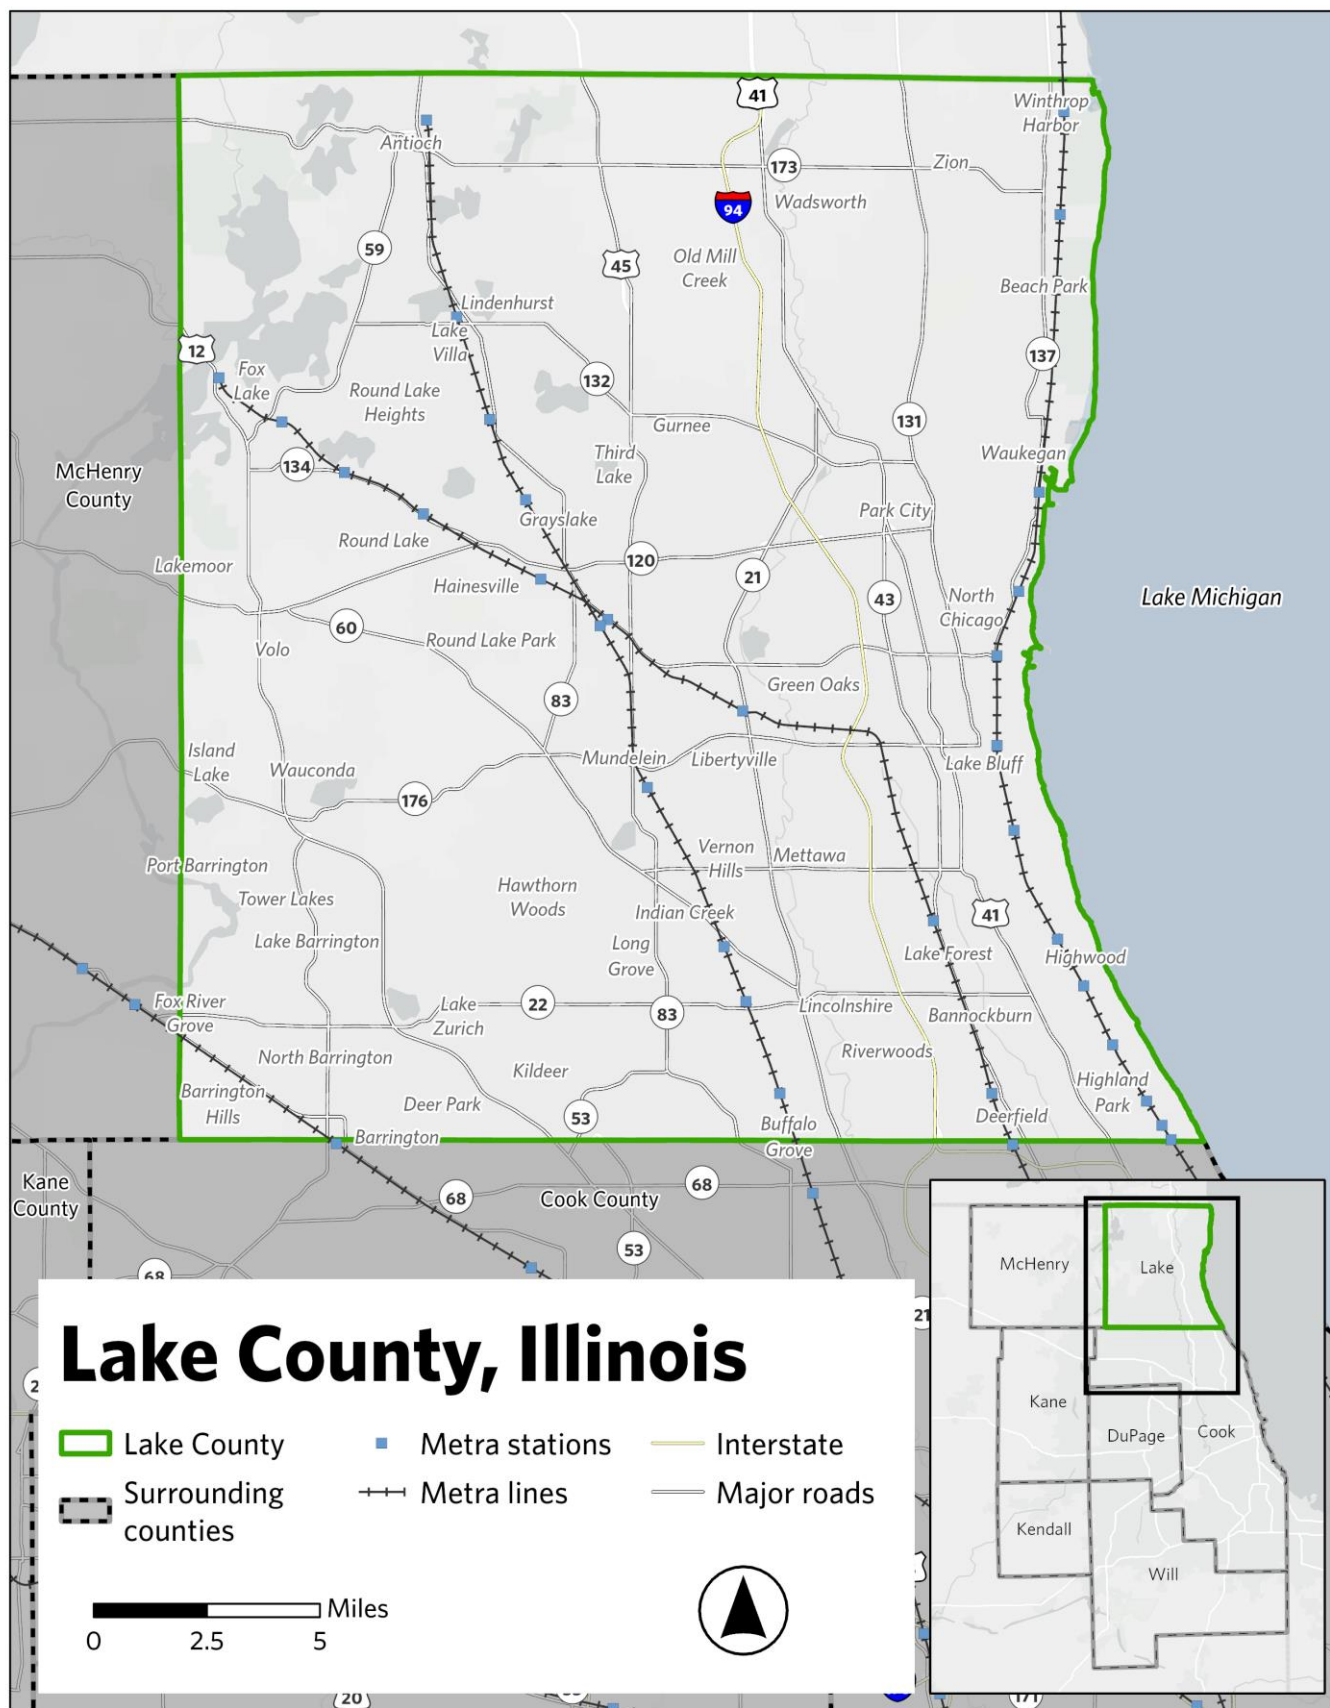 41
Winthrop
Harbor
Antioch
173
Zion
94
Wadsworth
59
45
Old Mill
Creek
Beach Park
Lindenhurst
Lake
Villa
12
137
Fox
Lake
132
Round Lake
Heights
131
Gurnee
Third
Lake
Waukegan
134
McHenry
County
Park City
Grayslake
Round Lake
120
Lakemoor
21
Hainesville
43
North
Chicago
Lake Michigan
60
Round Lake Park
Volo
Green Oaks
83
Island
Lake
Wauconda
Mundelein
Libertyville
Lake Bluff
176
Vernon
Hills
Mettawa
Port Barrington
Tower Lakes
Hawthorn
Woods
Indian Creek
41
Lake Barrington
Long
Grove
Lake Forest
Highwood
Fox River
Grove
Lake
Zurich
22
83
Lincolnshire
Bannockburn
North Barrington
Kildeer
Riverwoods
Barrington
Hills
Deer Park
53
Highland
Park
Buffalo
Grove
Deerfield
Barrington
Kane
County
68
Cook County
68
53
68
21
McHenry
Lake
Kane
DuPage
Cook
Kendall
Will
Lake County, Illinois
Lake County
Metra stations
Interstate
Surrounding
counties
Metra lines
Major roads
Miles
0 2.5 5
20
171